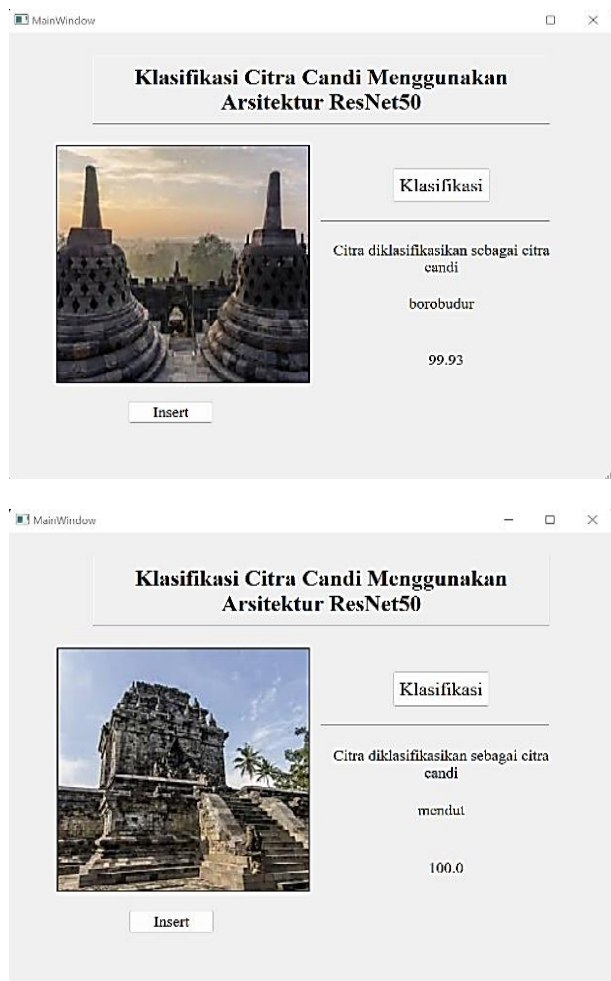 MainWindow
Klasifikasi Citra Candi Menggunakan
Arsitektur ResNet50
Klasifikasi
Citra diklasifikasikan sebagai citra
candi
borobudur
99.93
Insert
MainWindow
Klasifikasi Citra Candi Menggunakan
Arsitektur ResNet50
Klasifikasi
Citra diklasifikasikan sebagai citra
candi
mendut
100.0
Insert